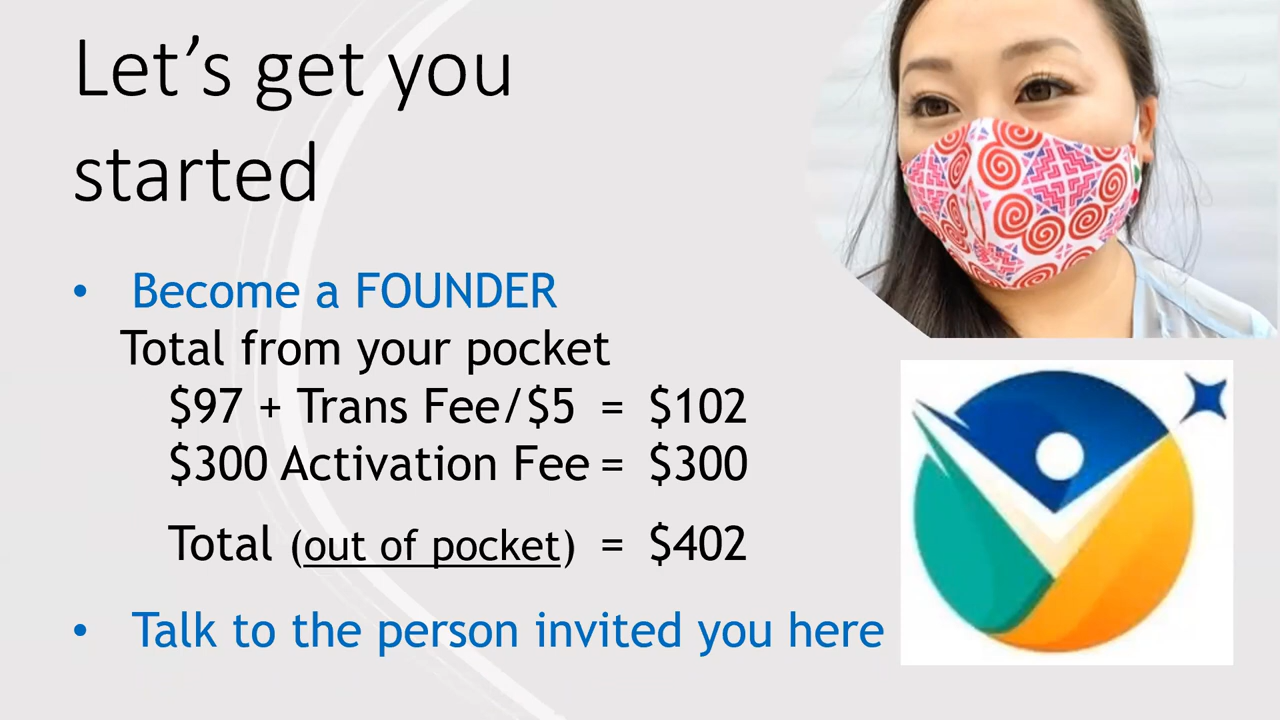 Let’s get you
started
• Become a FOUNDER
Total from your pocket
$97 + Trans Fee/$5 = $102
$300 Activation Fee = $300
Total (out of pocket) = $402
• Talk to the person invited you here